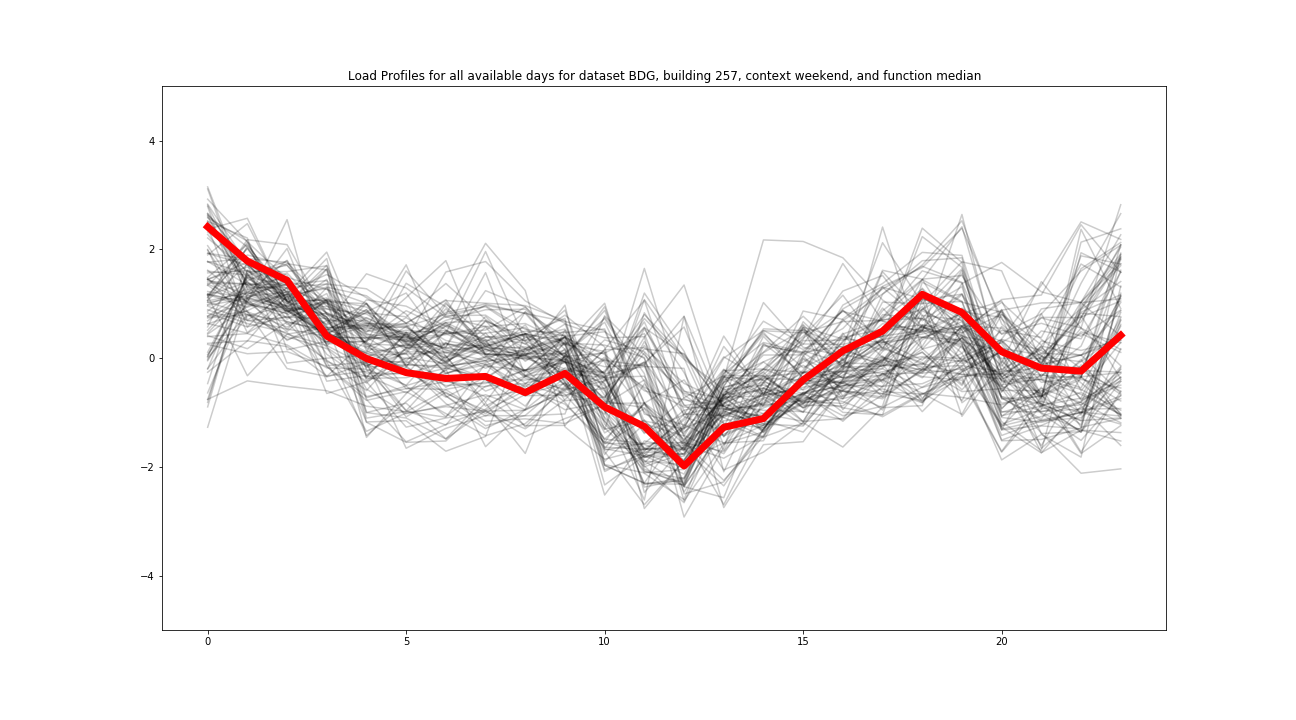 Load Profiles for all available days for dataset BDG, building 257, context weekend, and function median
4
2
0
−2
−4
0 5 10 15 20